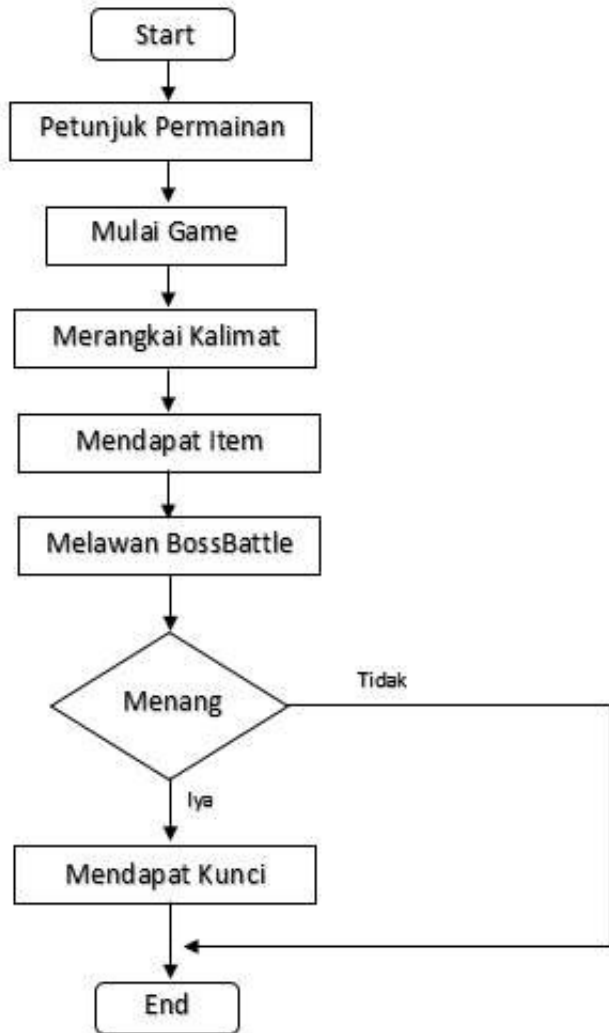 Start
Petunjuk Permainan
Mulai Game
Merangkai Kalimat
Mendapat Item
Melawan BossBattle
Menang
Tidak
Iya
Mendapat Kunci
End